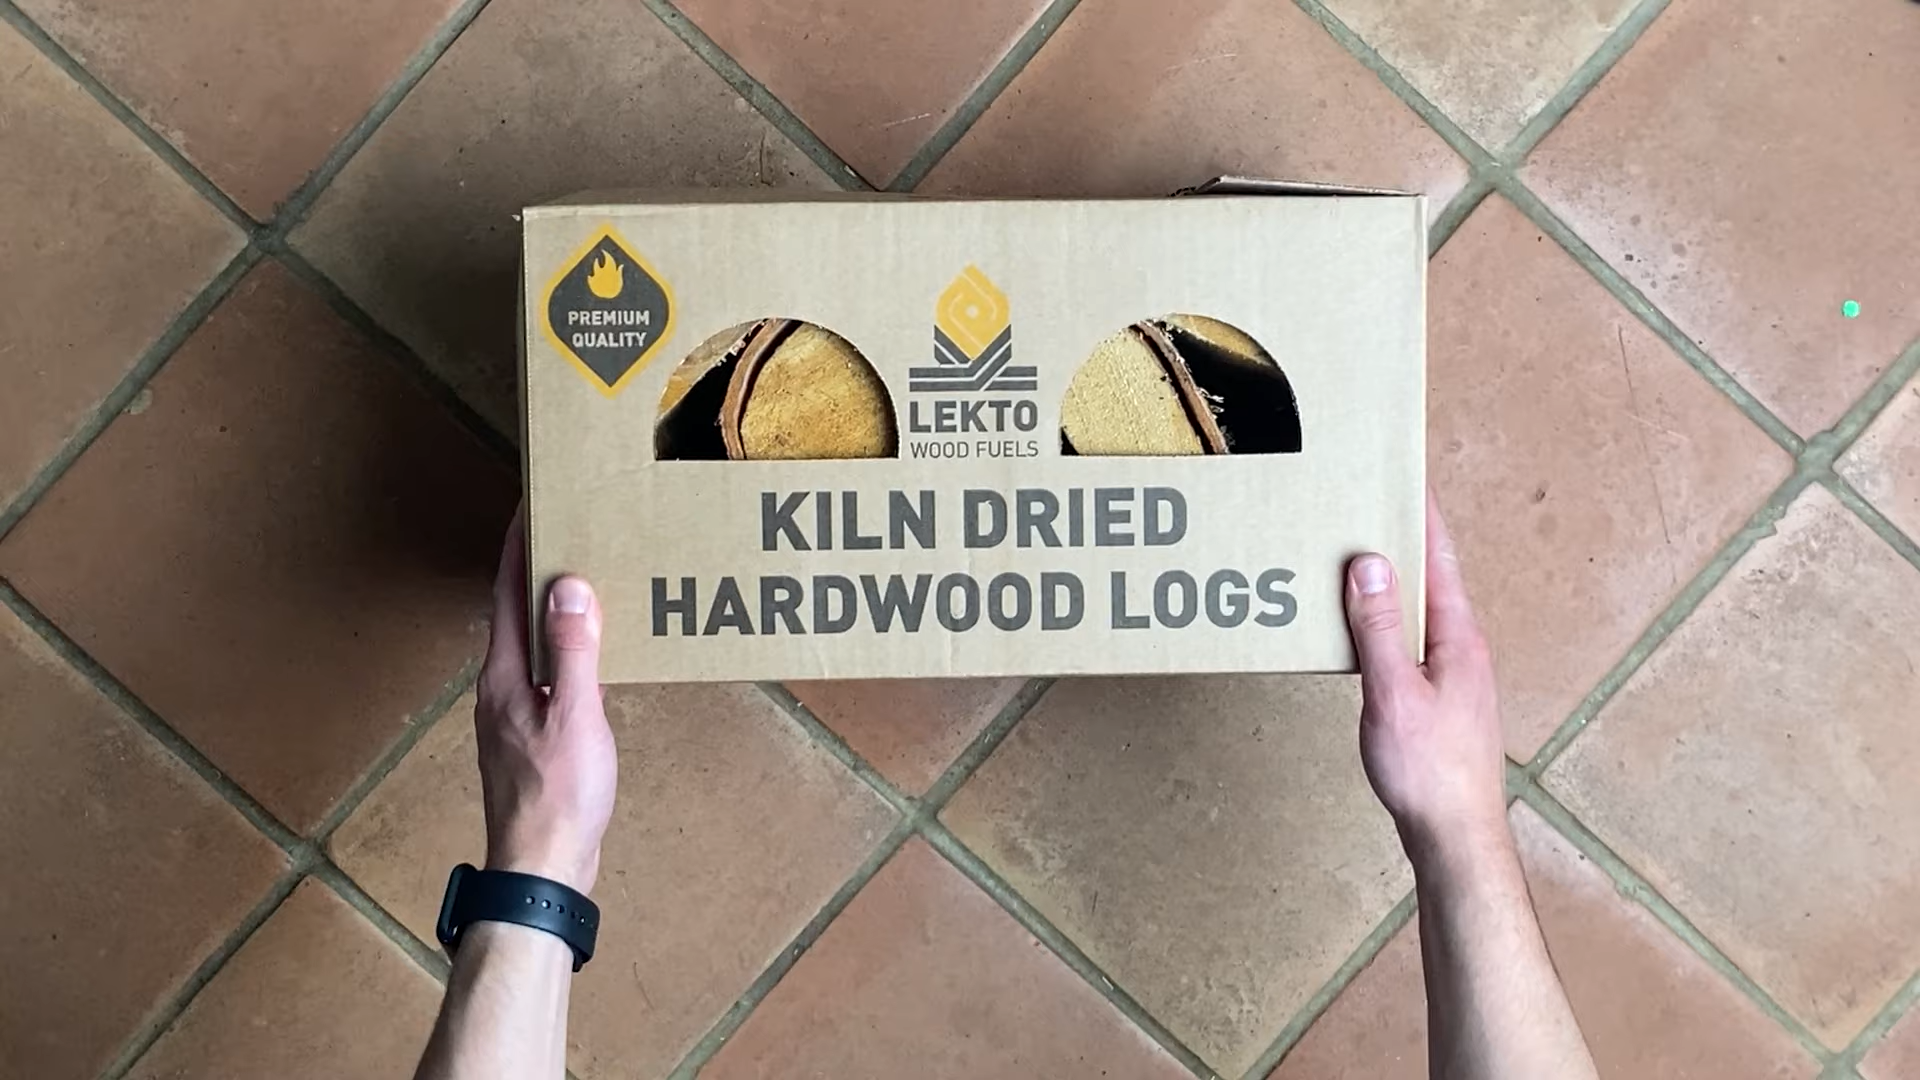 PREMIUM
QUALITY
LEKTO
WOOD FUELS
KILN DRIED
HARDWOOD LOGS